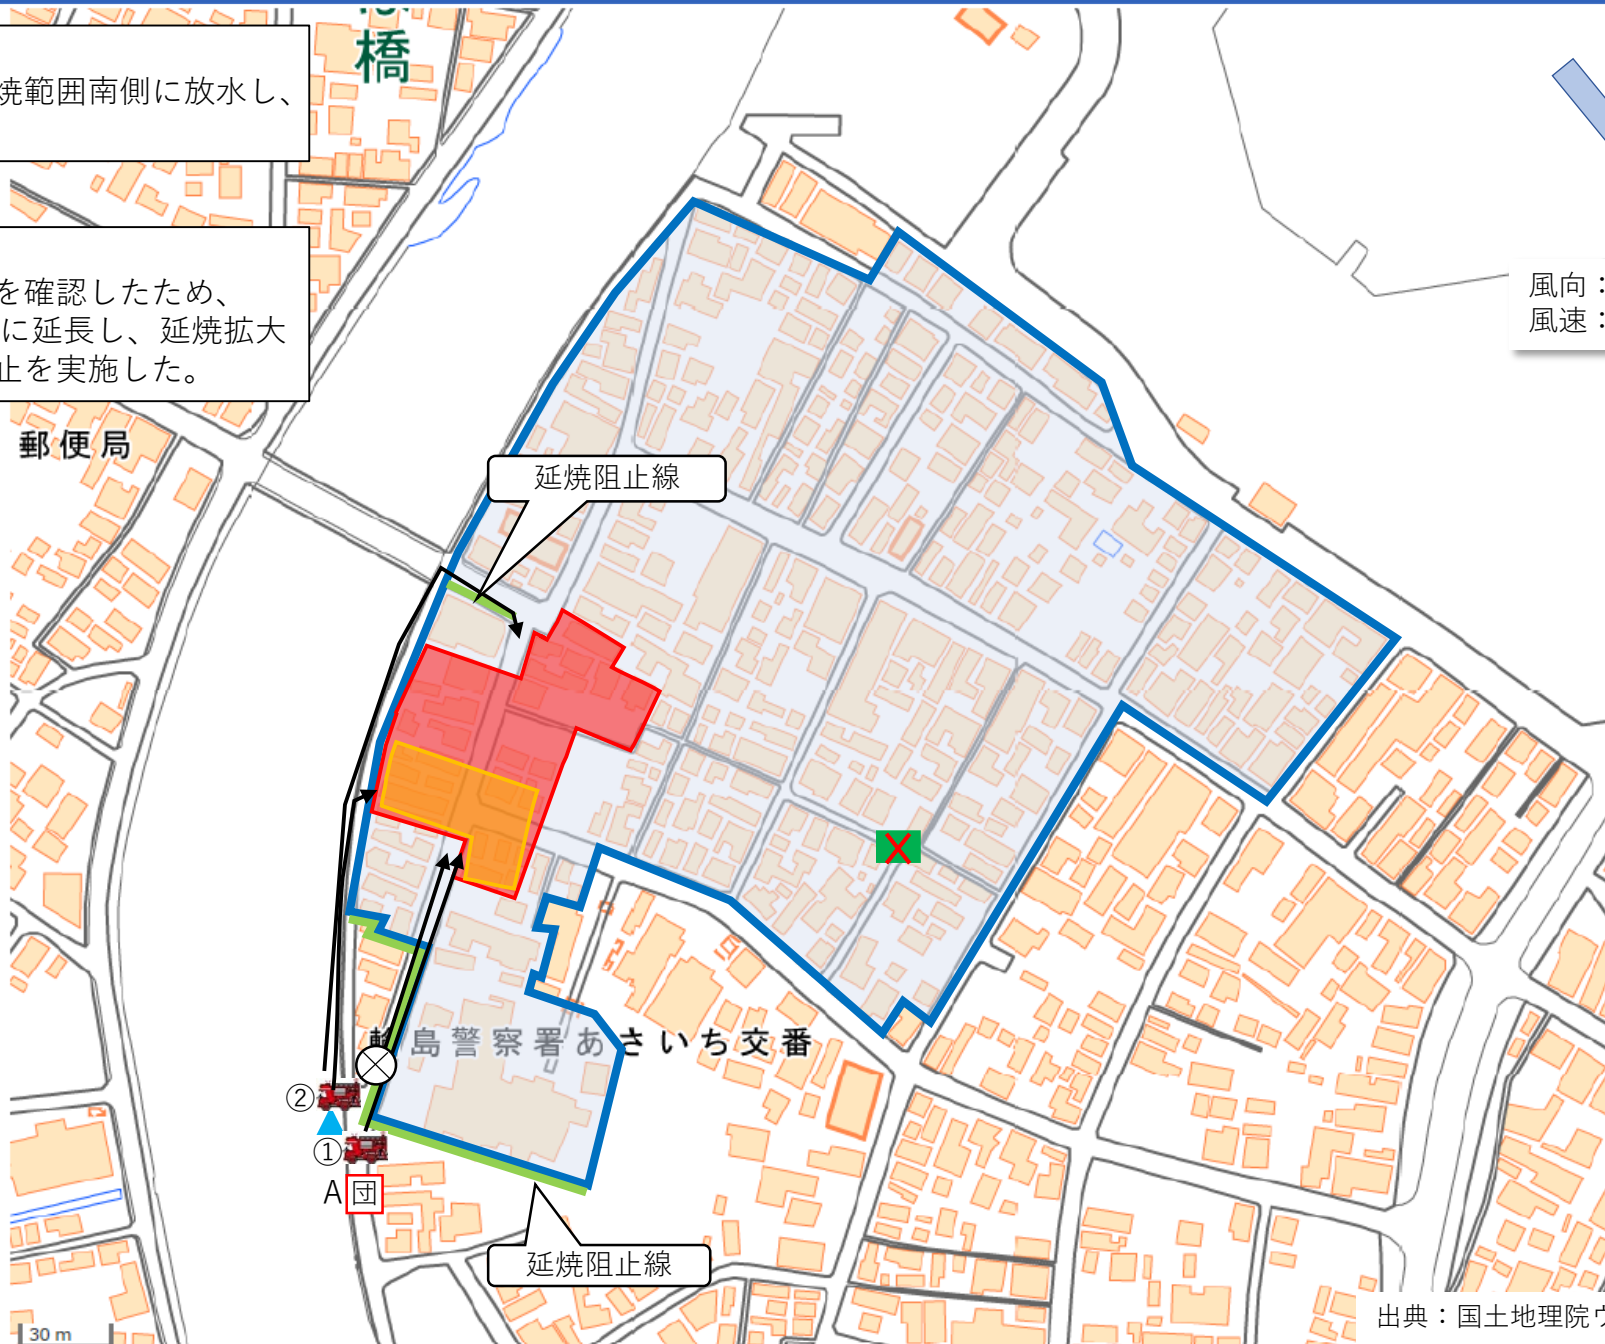 橋
焼範囲南側に放水し、
を確認したため、
に延長し、延焼拡大
止を実施した。
風向：
風速：
郵便局
延焼阻止線
島警察署あさいち交番
②
①
A 団
延焼阻止線
30 m
出典：国土地理院ウ